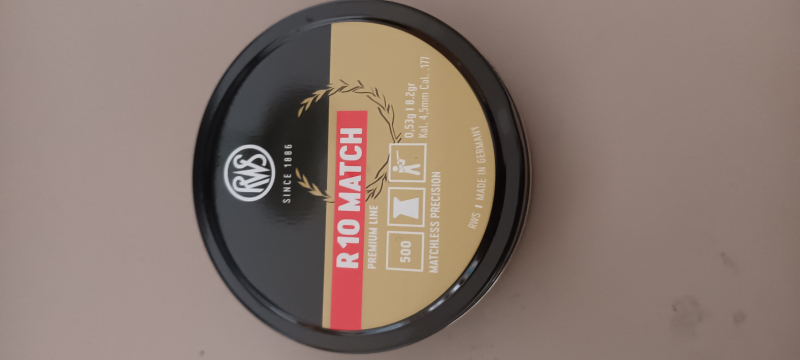 RWS
SINCE 1886
R10 MATCH
PREMIUM LINE
0,53g I 8.2gr
Kal. 4,5mm Cal. .177
500
MATCHLESS PRECISION
RWS / MADE IN GERMANY